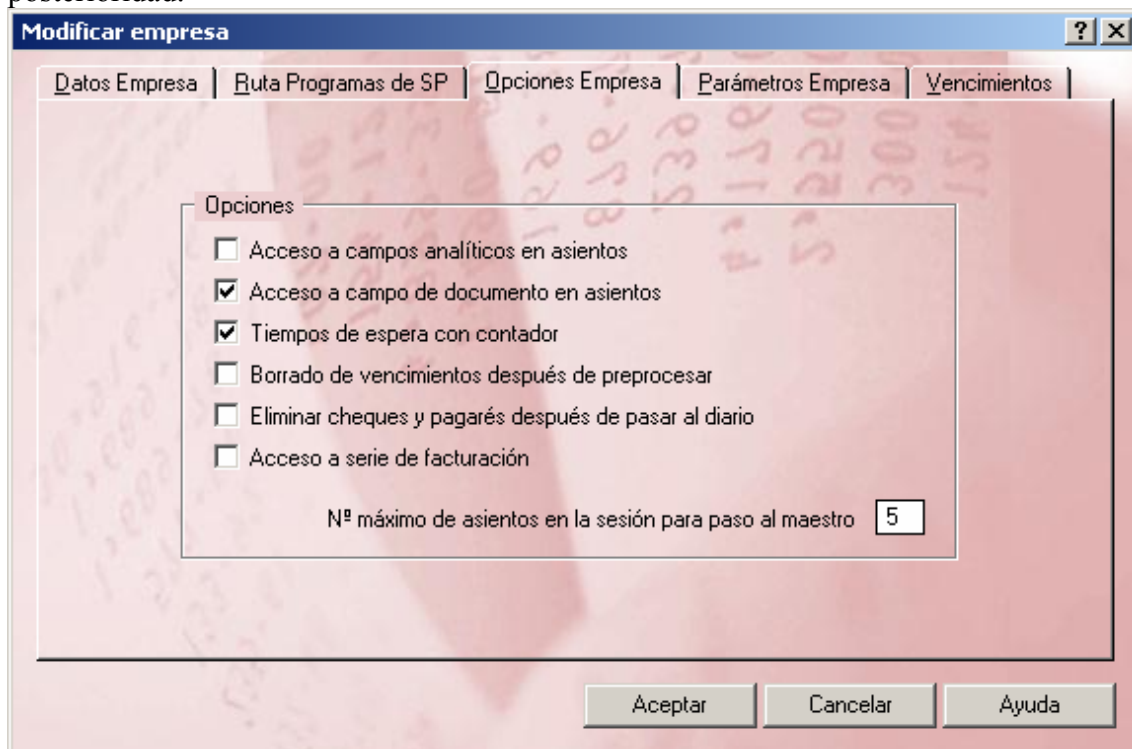 posterioridad.
Modificar empresa
Datos Empresa Ruta Programas de SP Opciones Empresa Parámetros Empresa Vencimientos
Opciones
Acceso a campos analíticos en asientos
Acceso a campo de documento en asientos
Tiempos de espera con contador
Borrado de vencimientos después de preprocesar
Eliminar cheques y pagarés después de pasar al diario
Acceso a serie de facturación
Nº máximo de asientos en la sesión para paso al maestro 5
Aceptar Cancelar Ayuda